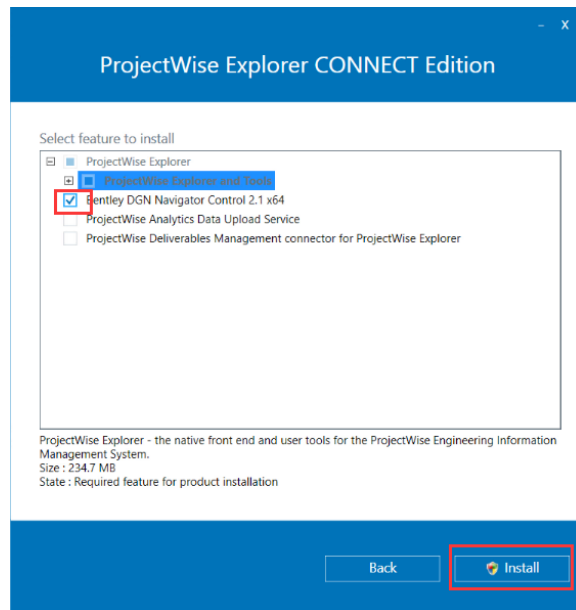 ProjectWise Explorer CONNECT Edition
Select feature to install
ProjectWise Explorer
ProjectWise Explorer and Tools
Bentley DGN Navigator Control 2.1 x64
ProjectWise Analytics Data Upload Service
ProjectWise Deliverables Management connector for ProjectWise Explorer
ProjectWise Explorer - the native front end and user tools for the ProjectWise Engineering Information
Management System.
Size : 234.7 MB
State : Required feature for product installation
Back
Install